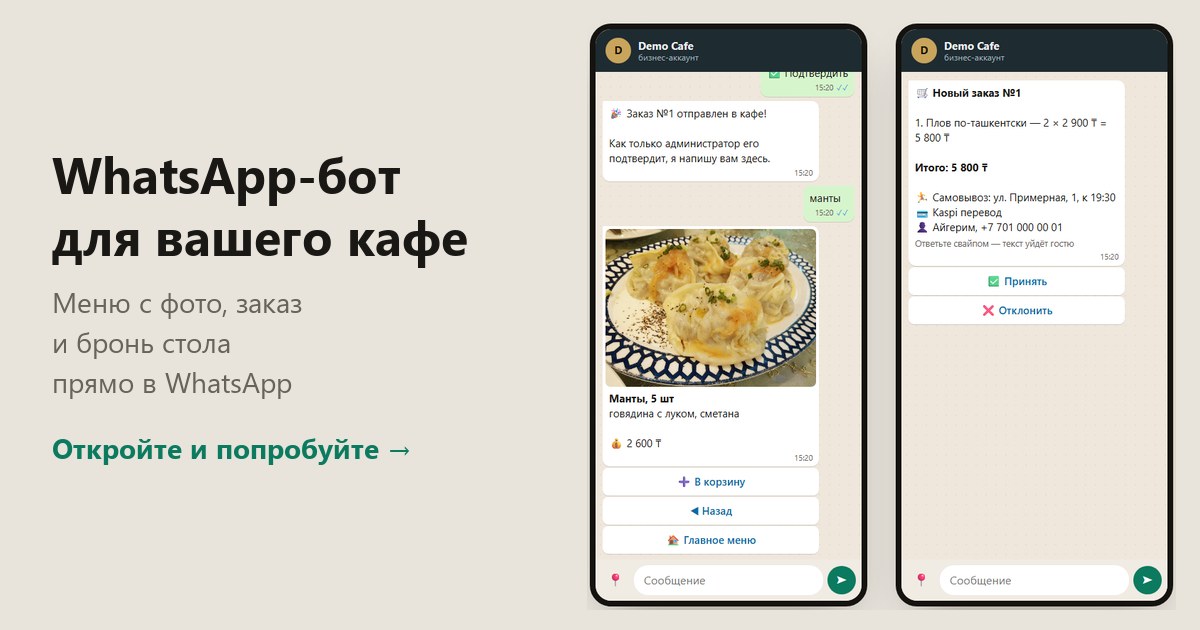 WhatsApp-бот
для вашего кафе
Меню с фото, заказ
и бронь стола
прямо в WhatsApp
Откройте и попробуйте →
D
Demo Cafe
бизнес-аккаунт
✅ Подтвердить
15:20 ✓✓
🎉 Заказ №1 отправлен в кафе!
Как только администратор его
подтвердит, я напишу вам здесь.
15:20
манты
15:20 ✓✓
Манты, 5 шт
говядина с луком, сметана
💰 2 600 ₸
15:20
➕ В корзину
◀ Назад
🏠 Главное меню
Сообщение
D
Demo Cafe
бизнес-аккаунт
🛒 Новый заказ №1
1. Плов по-ташкентски — 2 × 2 900 ₸ =
5 800 ₸
Итого: 5 800 ₸
🏃 Самовывоз: ул. Примерная, 1, к 19:30
💳 Kaspi перевод
👤 Айгерим, +7 701 000 00 01
Ответьте свайпом — текст уйдёт гостю
15:20
✅ Принять
❌ Отклонить
Сообщение